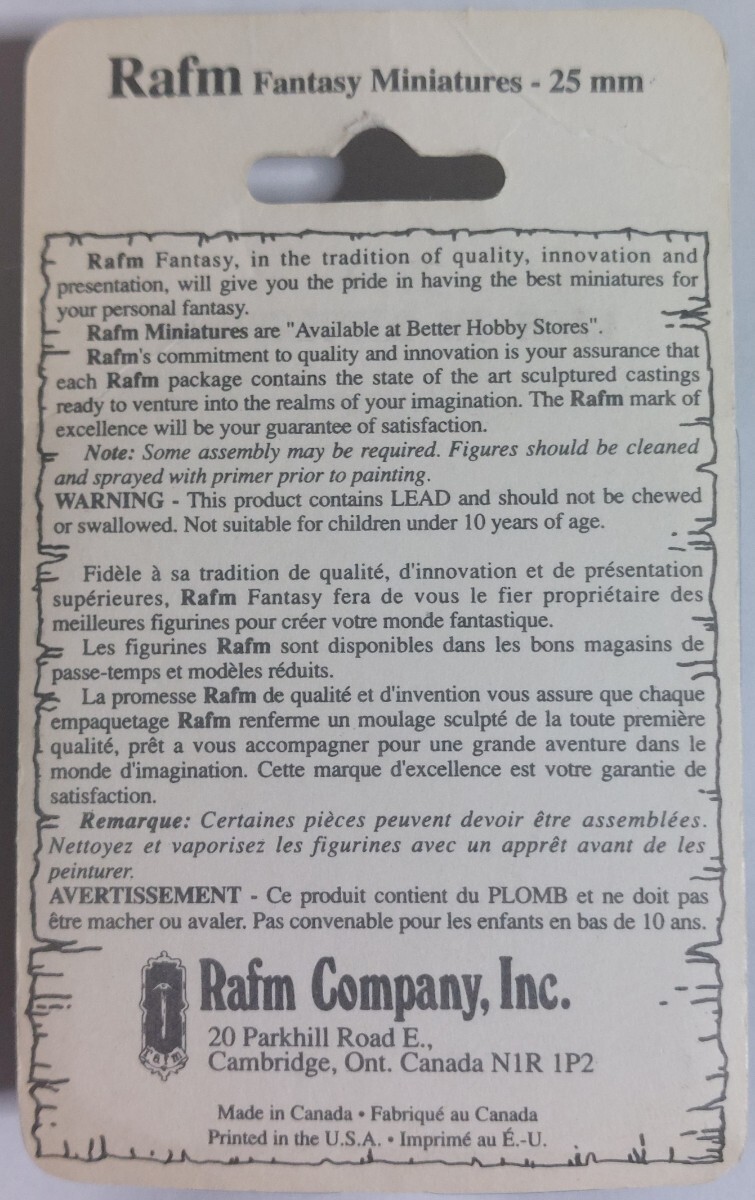 Rafm Fantasy Miniatures - 25 mm
Rafm Fantasy, in the tradition of quality, innovation and
presentation, will give you the pride in having the best miniatures for
your personal fantasy.
Rafm Miniatures are "Available at Better Hobby Stores".
Rafm's commitment to quality and innovation is your assurance that
each Rafm package contains the state of the art sculptured castings
ready to venture into the realms of your imagination. The Rafm mark of
excellence will be your guarantee of satisfaction.
Note: Some assembly may be required. Figures should be cleaned
and sprayed with primer prior to painting.
WARNING - This product contains LEAD and should not be chewed
or swallowed. Not suitable for children under 10 years of age.
Fidèle à sa tradition de qualité, d'innovation et de présentation
supérieures, Rafm Fantasy fera de vous le fier propriétaire des
meilleures figurines pour créer votre monde fantastique.
Les figurines Rafm sont disponibles dans les bons magasins de
passe-temps et modèles réduits.
La promesse Rafm de qualité et d'invention vous assure que chaque
empaquetage Rafm renferme un moulage sculpté de la toute première
qualité, prêt a vous accompagner pour une grande aventure dans le
monde d'imagination. Cette marque d'excellence est votre garantie de
satisfaction.
Remarque: Certaines pièces peuvent devoir être assemblées.
Nettoyez et vaporisez les figurines avec un apprêt avant de les
peinturer.
AVERTISSEMENT - Ce produit contient du PLOMB et ne doit pas
être macher ou avaler. Pas convenable pour les enfants en bas de 10 ans.
Rafm
Rafm Company, Inc.
20 Parkhill Road E.,
Cambridge, Ont. Canada N1R 1P2
Made in Canada • Fabriqué au Canada
Printed in the U.S.A. • Imprimé au É.-U.